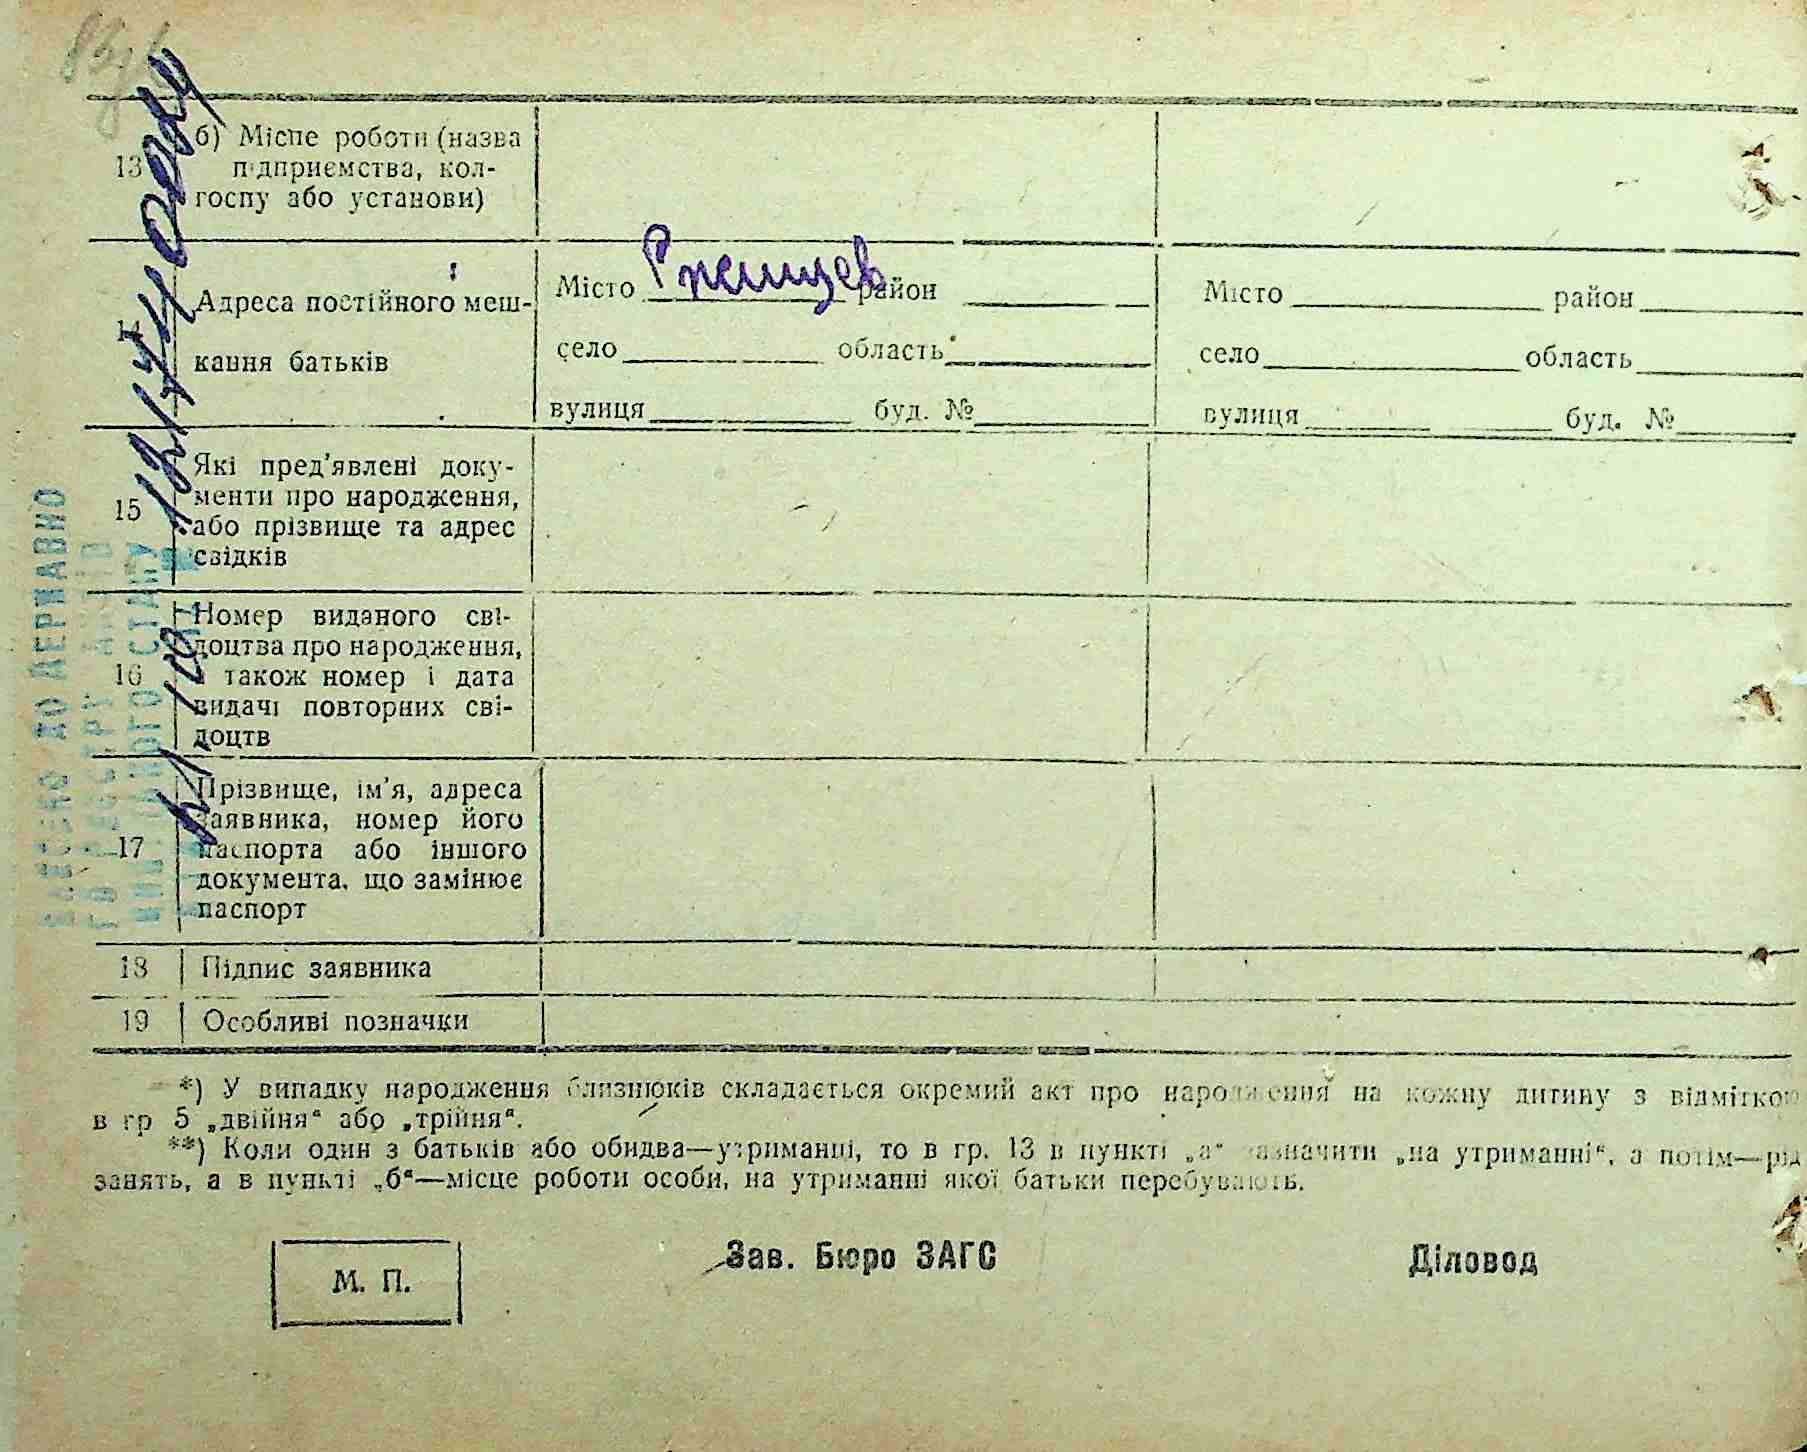 13
б) Місце роботи (назва
підприємства, кол-
госпу або установи)
14
Адреса постійного меш-
кання батьків
Місто Ржищев район
село область
вулиця буд. №
Місто район
село область
вулиця буд. №
15
Які пред'явлені доку-
менти про народження,
або прізвище та адрес
свідків
16
Номер виданого сві-
доцтва про народження,
а також номер і дата
видачі повторних сві-
доцтв
17
Прізвище, ім'я, адреса
заявника, номер його
паспорта або іншого
документа, що замінює
паспорт
18 Підпис заявника
19 Особливі позначки
*) У випадку народження близнюків складається окремий акт про народження на кожну дитину з відміткою
в гр 5 „двійня“ або „трійня“.
**) Коли один з батьків або обидва—утриманці, то в гр. 13 в пункті „а“ зазначити „на утриманні“, а потім—рід
занять, а в пункті „б“—місце роботи особи, на утриманні якої батьки перебувають.
М. П.
Зав. Бюро ЗАГС
Діловод
ВНЕСЕНО ДО ДЕРЖАВНО